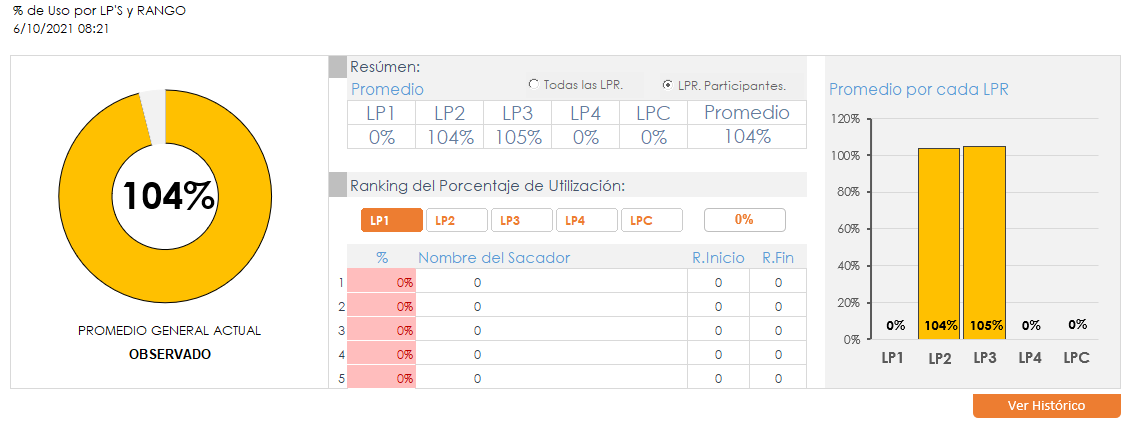 % de Uso por LP'S y RANGO
6/10/2021 08:21
104%
PROMEDIO GENERAL ACTUAL
OBSERVADO
Resúmen:
Promedio
Todas las LPR.
LPR. Participantes.
LP1 LP2 LP3 LP4 LPC Promedio
0% 104% 105% 0% 0% 104%
Ranking del Porcentaje de Utilización:
LP1 LP2 LP3 LP4 LPC 0%
% Nombre del Sacador R.Inicio R.Fin
1 0% 0 0 0
2 0% 0 0 0
3 0% 0 0 0
4 0% 0 0 0
5 0% 0 0 0
Promedio por cada LPR
120%
100%
80%
60%
40%
20%
0%
0% 104% 105% 0% 0%
LP1 LP2 LP3 LP4 LPC
Ver Histórico